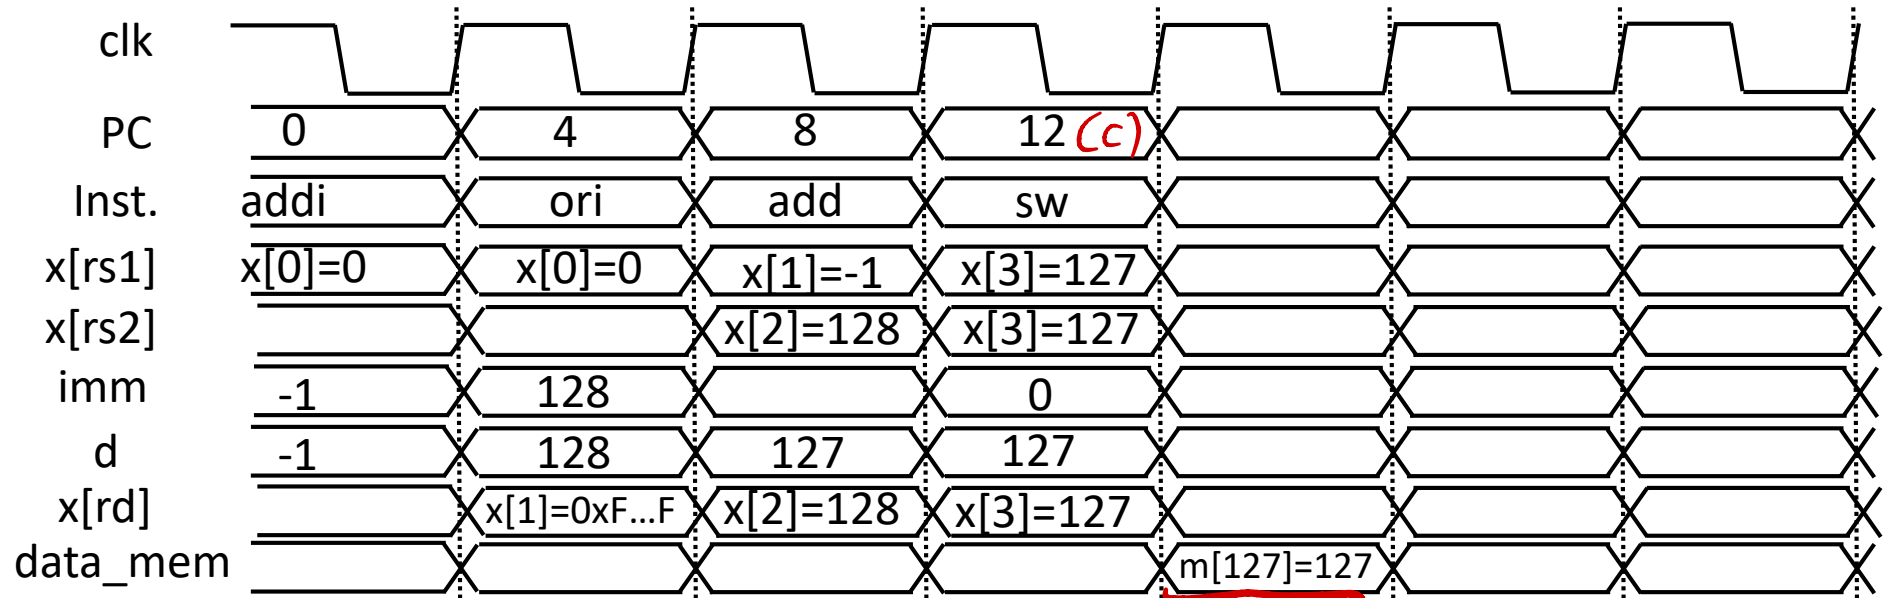 clk
PC 0 4 8 12 (c)
Inst. addi ori add sw
x[rs1] x[0]=0 x[0]=0 x[1]=-1 x[3]=127
x[rs2] x[2]=128 x[3]=127
imm -1 128 0
d -1 128 127 127
x[rd] x[1]=0xF...F x[2]=128 x[3]=127
data_mem m[127]=127